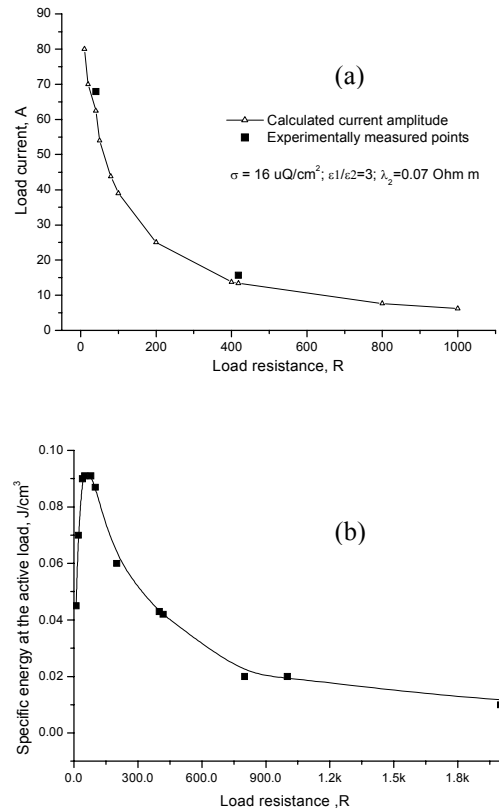 (a)
90
80
70
60
50
40
30
20
10
0
Load current, A
Calculated current amplitude
Experimentally measured points
σ = 16 uQ/cm²; ε1/ε2=3; λ₂=0.07 Ohm m
0 200 400 600 800 1000
Load resistance, R
(b)
0.10
0.08
0.06
0.04
0.02
0.00
Specific energy at the active load, J/cm³
0.0 300.0 600.0 900.0 1.2k 1.5k 1.8k
Load resistance ,R